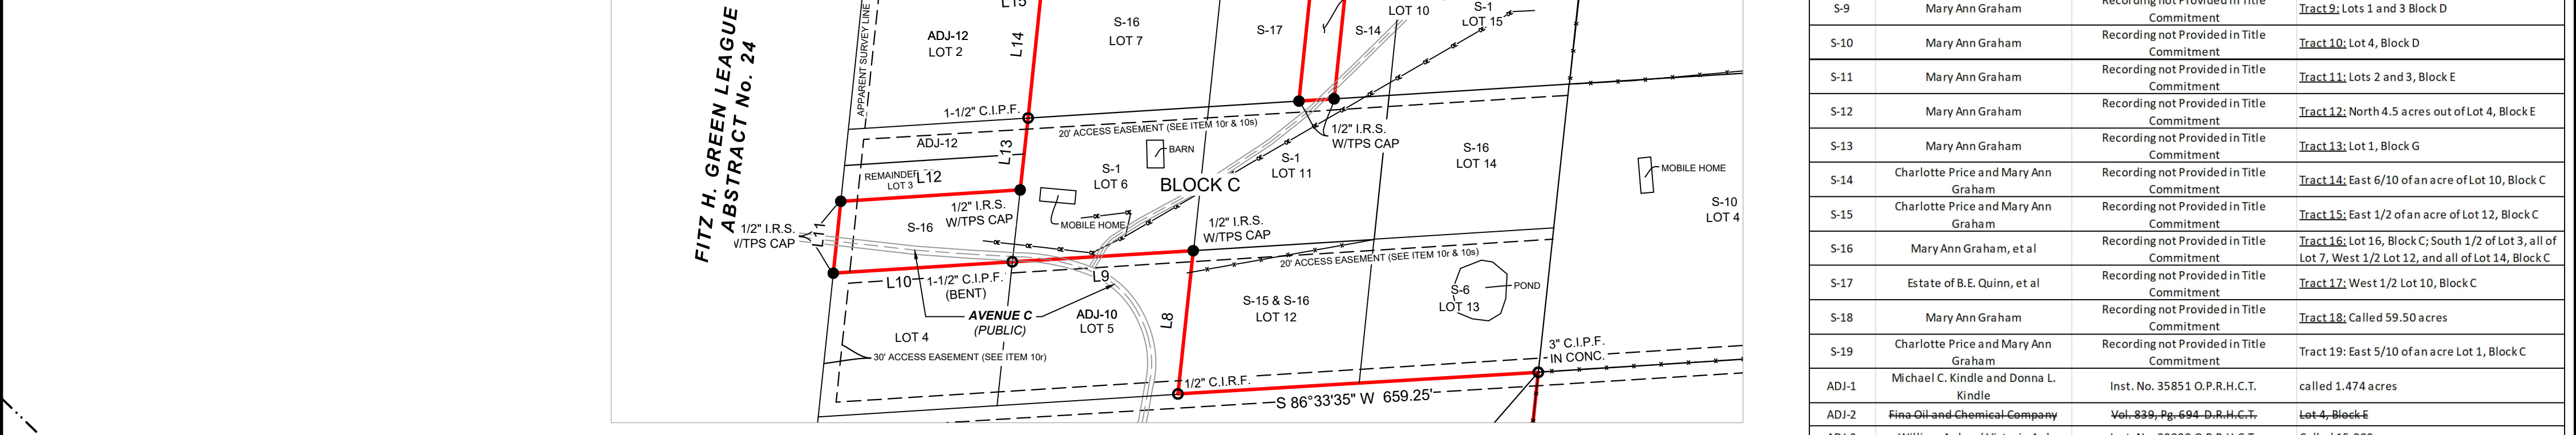 FITZ H. GREEN LEAGUE
ABSTRACT No. 24
APPARENT SURVEY LINE
L15
ADJ-12
LOT 2
L14
S-16
LOT 7
S-17
S-14
LOT 10
S-1
LOT 15
1-1/2" C.I.P.F.
20' ACCESS EASEMENT (SEE ITEM 10r & 10s)
1/2" I.R.S.
W/TPS CAP
ADJ-12
L13
BARN
REMAINDER
LOT 3
L12
S-1
LOT 6
BLOCK C
S-1
LOT 11
S-16
LOT 14
MOBILE HOME
S-10
LOT 4
1/2" I.R.S.
W/TPS CAP
L11
S-16
1/2" I.R.S.
W/TPS CAP
MOBILE HOME
1/2" I.R.S.
W/TPS CAP
20' ACCESS EASEMENT (SEE ITEM 10r & 10s)
L10
1-1/2" C.I.P.F.
(BENT)
L9
AVENUE C
(PUBLIC)
ADJ-10
LOT 5
L8
S-15 & S-16
LOT 12
S-6
LOT 13
POND
LOT 4
30' ACCESS EASEMENT (SEE ITEM 10r)
1/2" C.I.R.F.
S 86°33'35" W 659.25'
3" C.I.P.F.
IN CONC.
S-9 Mary Ann Graham Recording not Provided in Title Commitment Tract 9: Lots 1 and 3 Block D
S-10 Mary Ann Graham Recording not Provided in Title Commitment Tract 10: Lot 4, Block D
S-11 Mary Ann Graham Recording not Provided in Title Commitment Tract 11: Lots 2 and 3, Block E
S-12 Mary Ann Graham Recording not Provided in Title Commitment Tract 12: North 4.5 acres out of Lot 4, Block E
S-13 Mary Ann Graham Recording not Provided in Title Commitment Tract 13: Lot 1, Block G
S-14 Charlotte Price and Mary Ann Graham Recording not Provided in Title Commitment Tract 14: East 6/10 of an acre of Lot 10, Block C
S-15 Charlotte Price and Mary Ann Graham Recording not Provided in Title Commitment Tract 15: East 1/2 of an acre of Lot 12, Block C
S-16 Mary Ann Graham, et al Recording not Provided in Title Commitment Tract 16: Lot 16, Block C; South 1/2 of Lot 3, all of Lot 7, West 1/2 Lot 12, and all of Lot 14, Block C
S-17 Estate of B.E. Quinn, et al Recording not Provided in Title Commitment Tract 17: West 1/2 Lot 10, Block C
S-18 Mary Ann Graham Recording not Provided in Title Commitment Tract 18: Called 59.50 acres
S-19 Charlotte Price and Mary Ann Graham Recording not Provided in Title Commitment Tract 19: East 5/10 of an acre Lot 1, Block C
ADJ-1 Michael C. Kindle and Donna L. Kindle Inst. No. 35851 O.P.R.H.C.T. called 1.474 acres
ADJ-2 Fina Oil and Chemical Company Vol. 839, Pg. 694 D.R.H.C.T. Lot 4, Block E